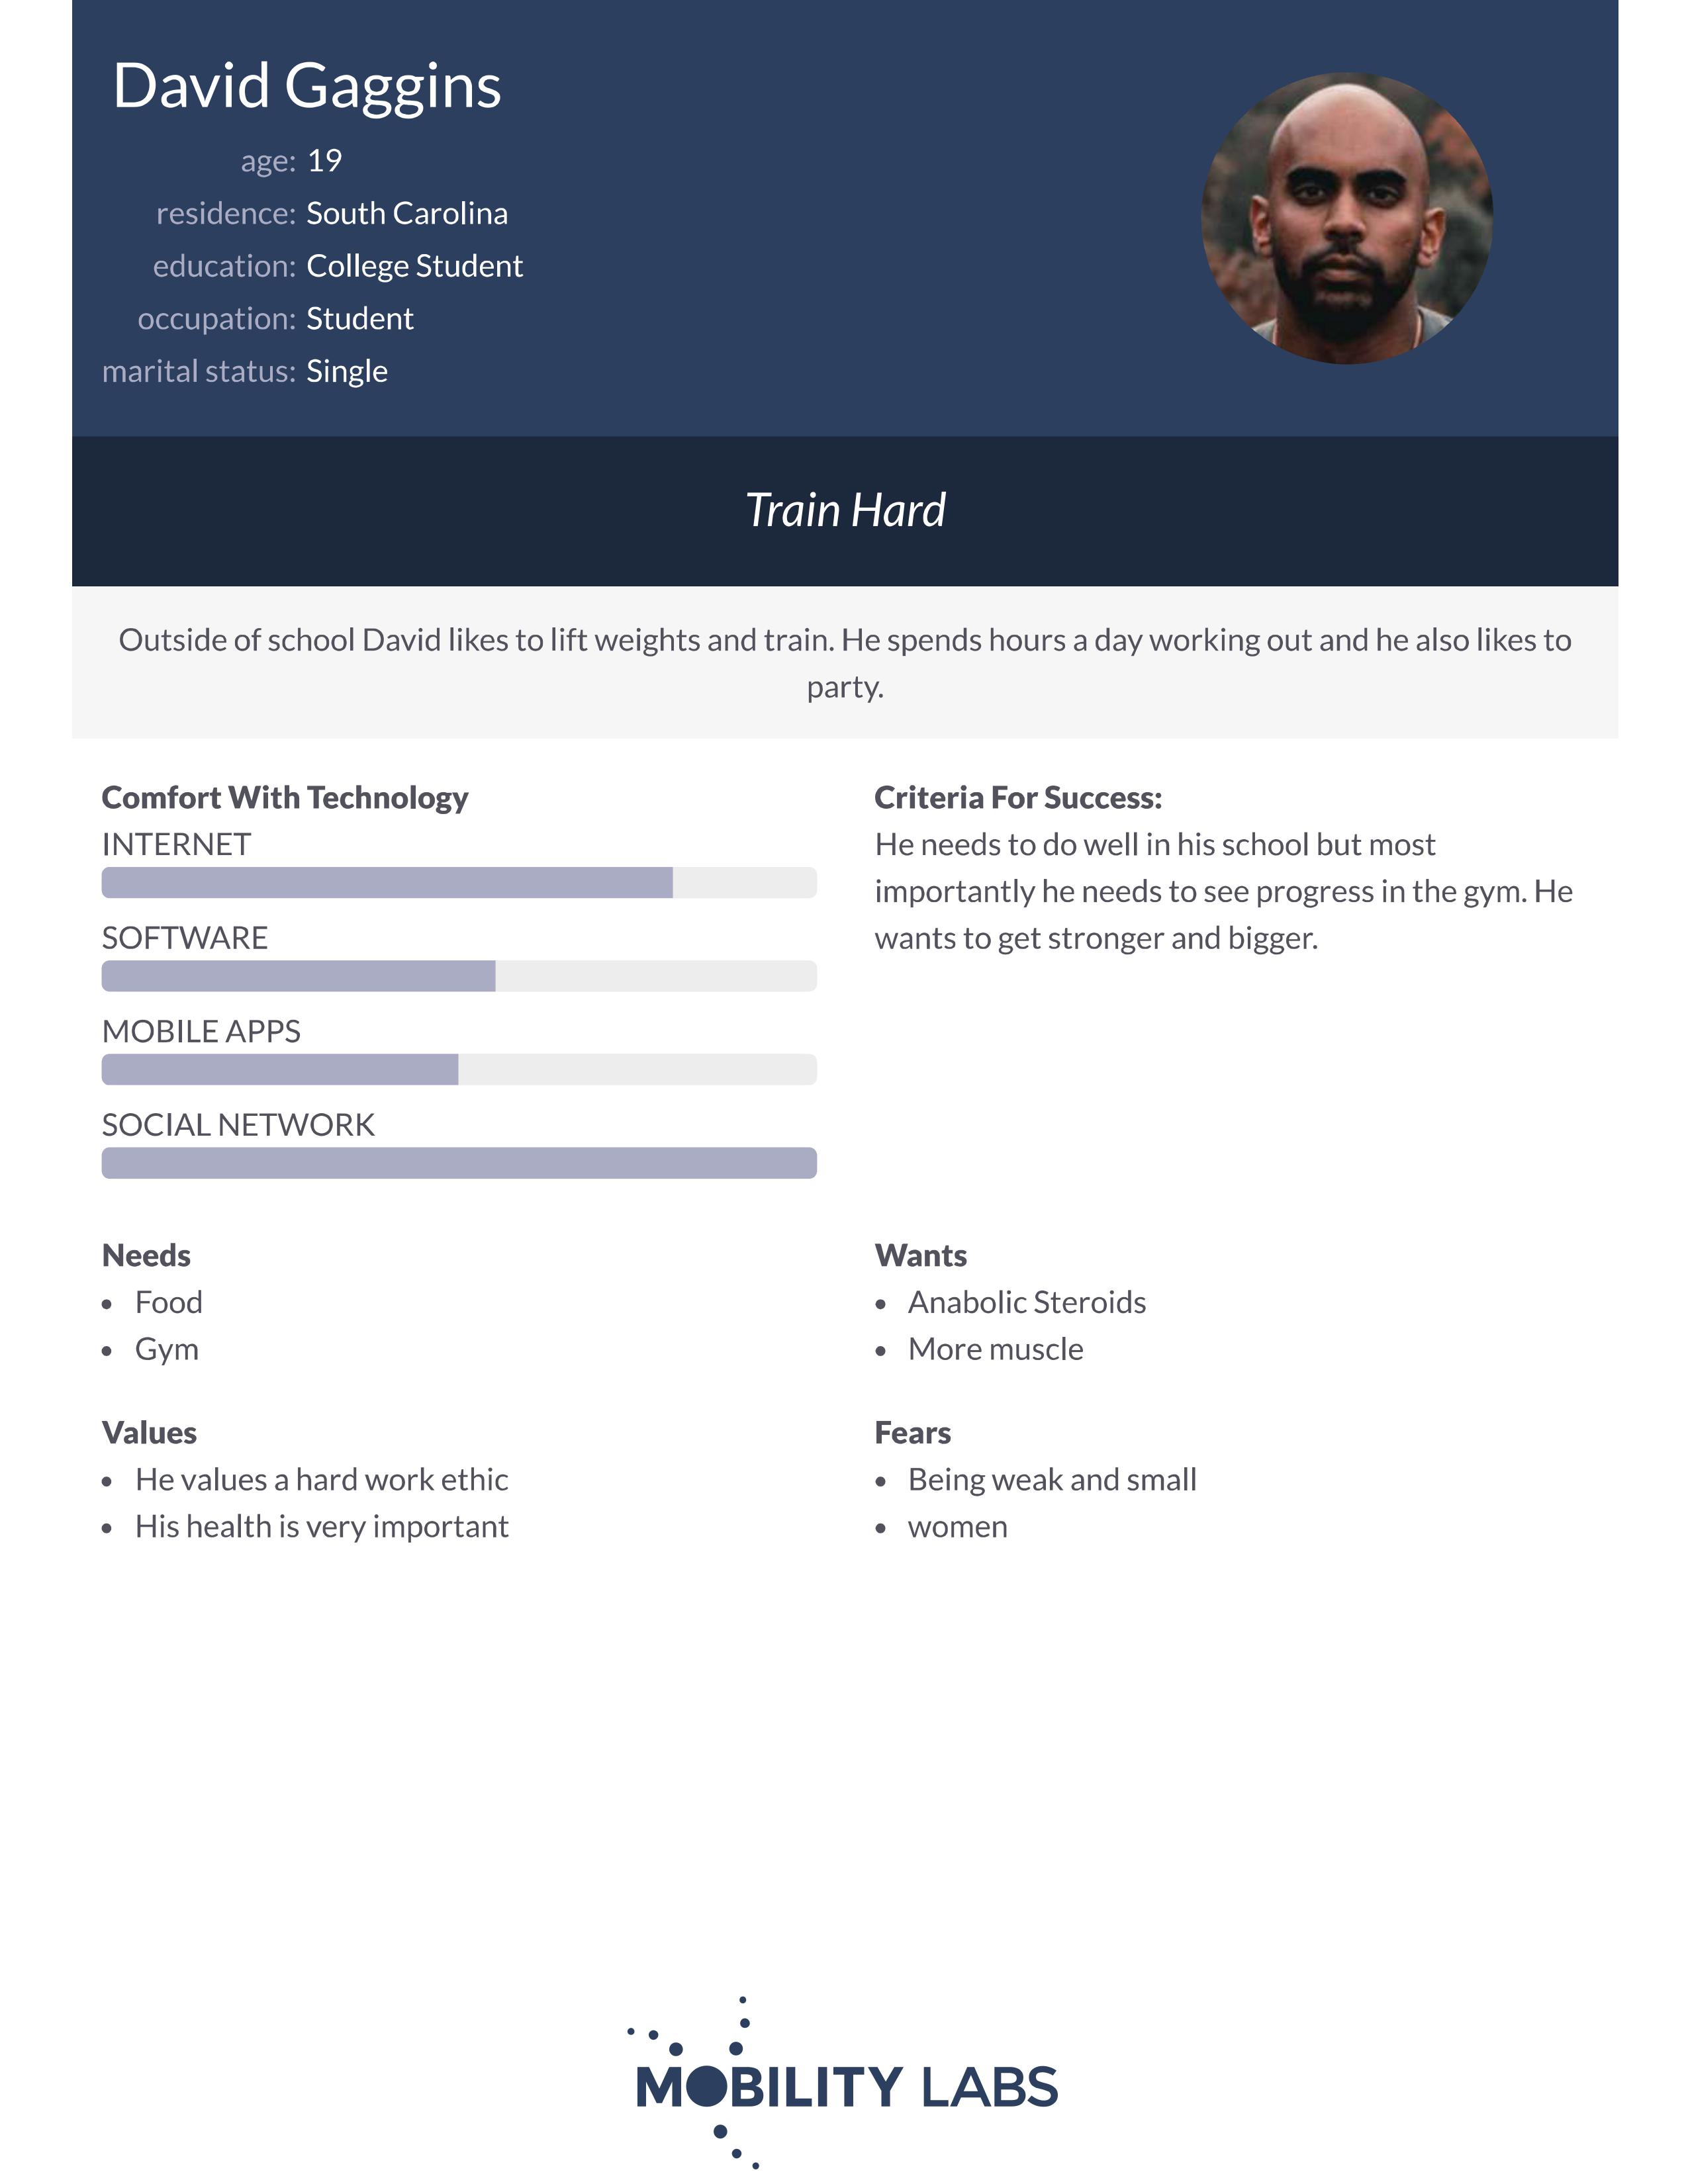 David Gaggins
age: 19
residence: South Carolina
education: College Student
occupation: Student
marital status: Single
Train Hard
Outside of school David likes to lift weights and train. He spends hours a day working out and he also likes to
party.
Comfort With Technology
INTERNET
SOFTWARE
MOBILE APPS
SOCIAL NETWORK
Criteria For Success:
He needs to do well in his school but most
importantly he needs to see progress in the gym. He
wants to get stronger and bigger.
Needs
• Food
• Gym
Wants
• Anabolic Steroids
• More muscle
Values
• He values a hard work ethic
• His health is very important
Fears
• Being weak and small
• women
MOBILITY LABS